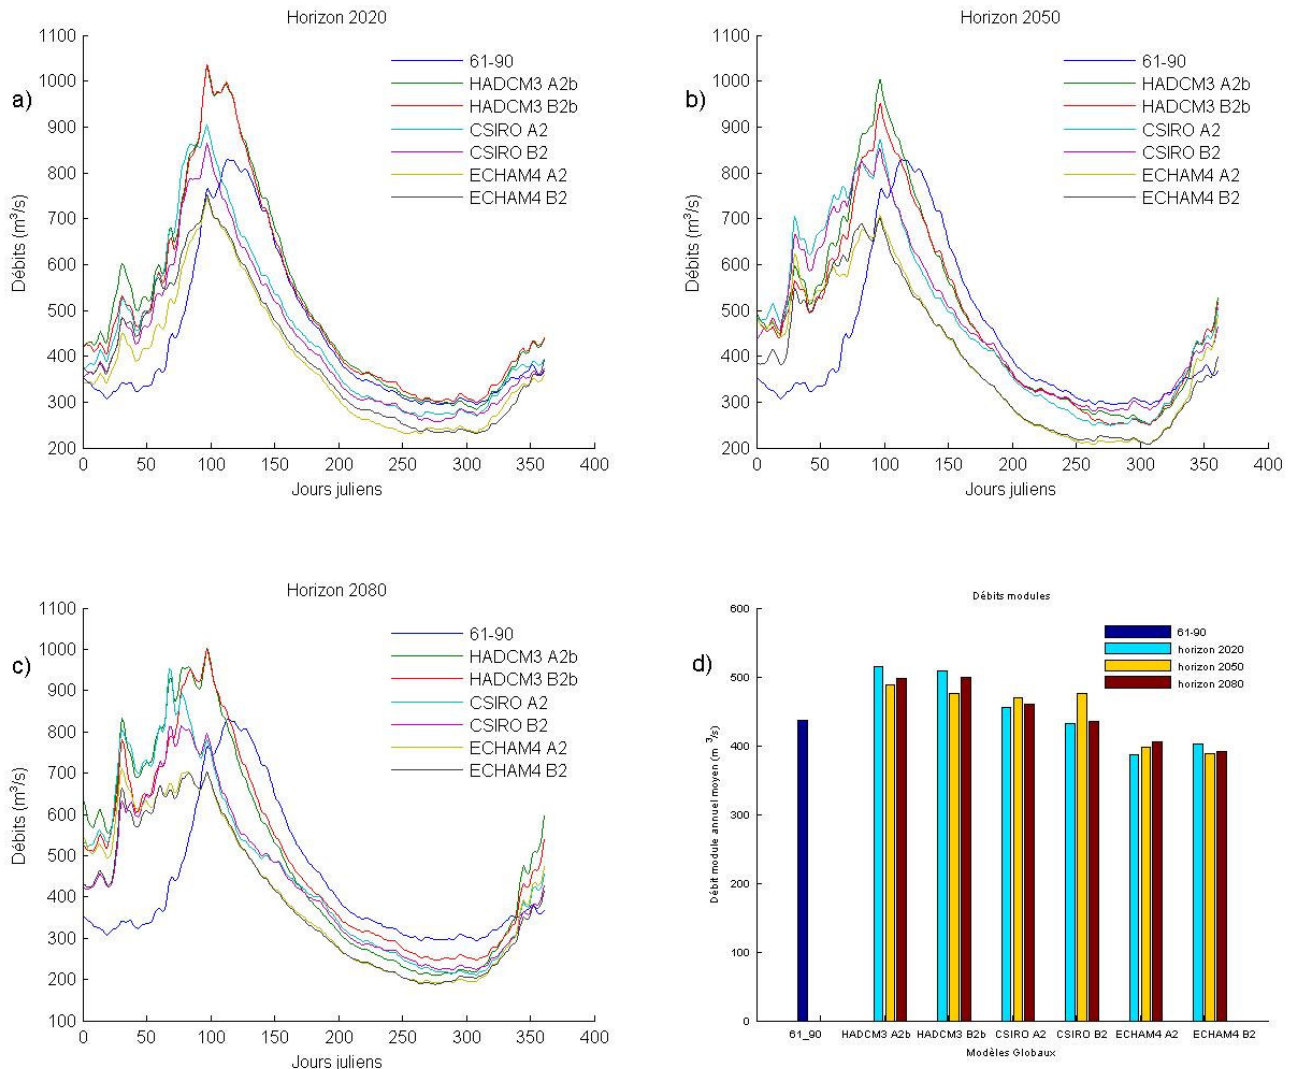 Horizon 2020
1100
1000
900
800
700
600
500
400
300
200
0 50 100 150 200 250 300 350 400
Débits (m³/s)
Jours juliens
a)
61-90
HADCM3 A2b
HADCM3 B2b
CSIRO A2
CSIRO B2
ECHAM4 A2
ECHAM4 B2
Horizon 2050
1100
1000
900
800
700
600
500
400
300
200
0 50 100 150 200 250 300 350 400
Débits (m³/s)
Jours juliens
b)
61-90
HADCM3 A2b
HADCM3 B2b
CSIRO A2
CSIRO B2
ECHAM4 A2
ECHAM4 B2
Horizon 2080
1100
1000
900
800
700
600
500
400
300
200
100
0 50 100 150 200 250 300 350 400
Débits (m³/s)
Jours juliens
c)
61-90
HADCM3 A2b
HADCM3 B2b
CSIRO A2
CSIRO B2
ECHAM4 A2
ECHAM4 B2
Débits modules
600
500
400
300
200
100
0
Débit module annuel moyen (m³/s)
d)
61-90
horizon 2020
horizon 2050
horizon 2080
61_90 HADCM3 A2b HADCM3 B2b CSIRO A2 CSIRO B2 ECHAM4 A2 ECHAM4 B2
Modèles Globaux